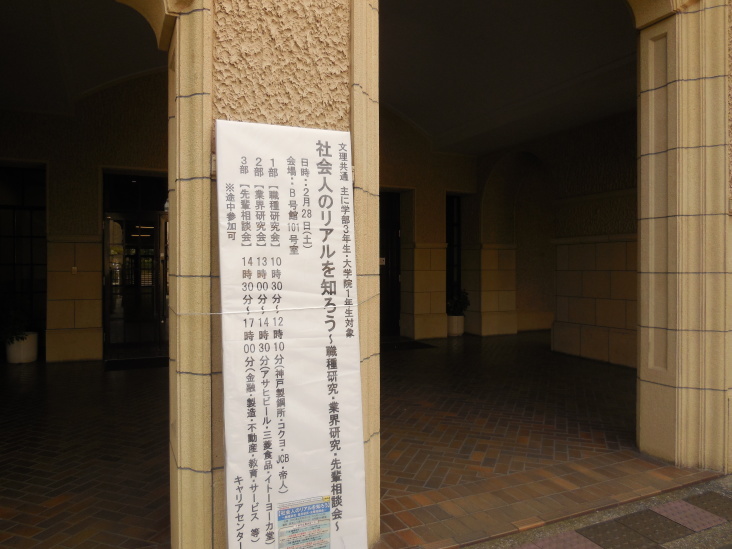 文理共通 主に学部3年生・大学院1年生対象
社会人のリアルを知ろう～職種研究・業界研究・先輩相談会～
日時：2月28日(土)
会場：B号館101号室
1部 [職種研究会] 10時30分～12時10分(神戸製鋼所・コクヨ・JCB・帝人)
2部 [業界研究会] 13時00分～14時30分(アサヒビール・三菱食品・イトーヨーカ堂)
3部 [先輩相談会] 14時30分～17時00分(金融・製造・不動産・教育・サービス 等)
※途中参加可
キャリアセンター